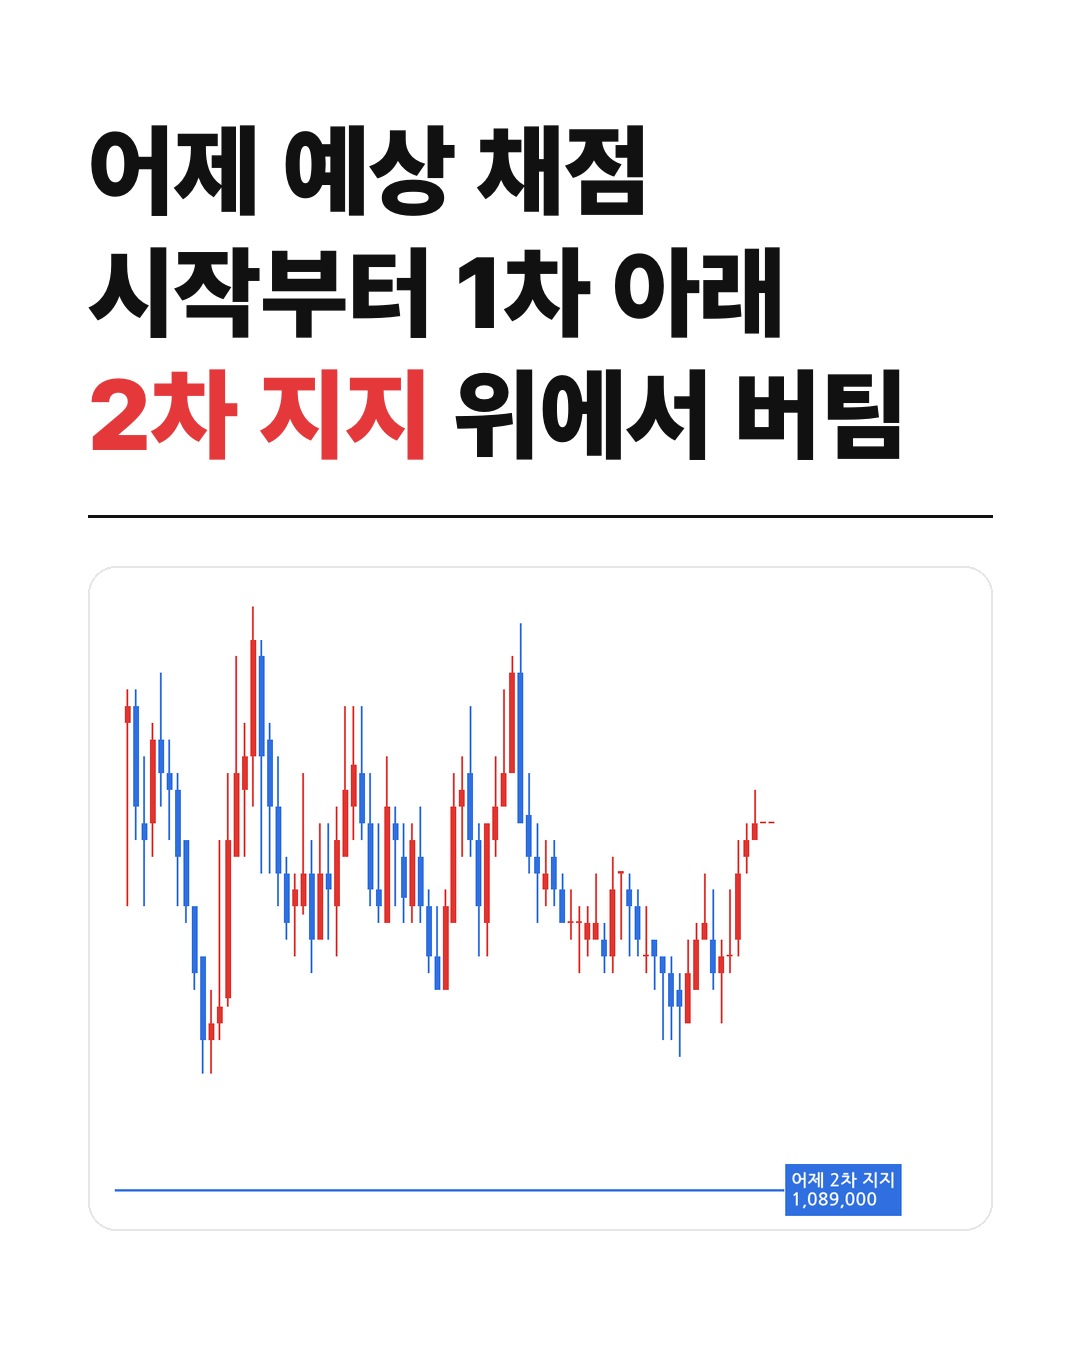 어제 예상 채점
시작부터 1차 아래
2차 지지 위에서 버팀
어제 2차 지지
1,089,000